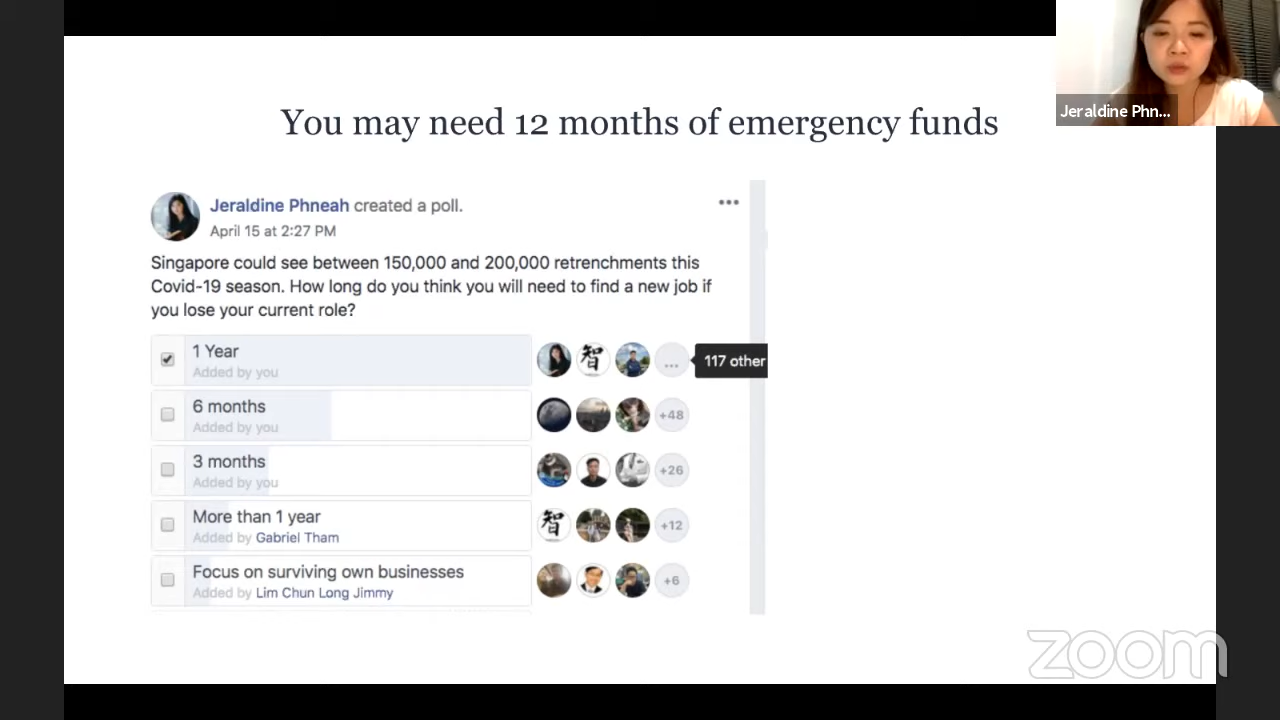 You may need 12 months of emergency funds
Jeraldine Phn...
Jeraldine Phneah created a poll.
April 15 at 2:27 PM
Singapore could see between 150,000 and 200,000 retrenchments this
Covid-19 season. How long do you think you will need to find a new job if
you lose your current role?
1 Year
Added by you
智
...
117 other
6 months
Added by you
+48
3 months
Added by you
+26
More than 1 year
Added by Gabriel Tham
智
+12
Focus on surviving own businesses
Added by Lim Chun Long Jimmy
+6
zoom